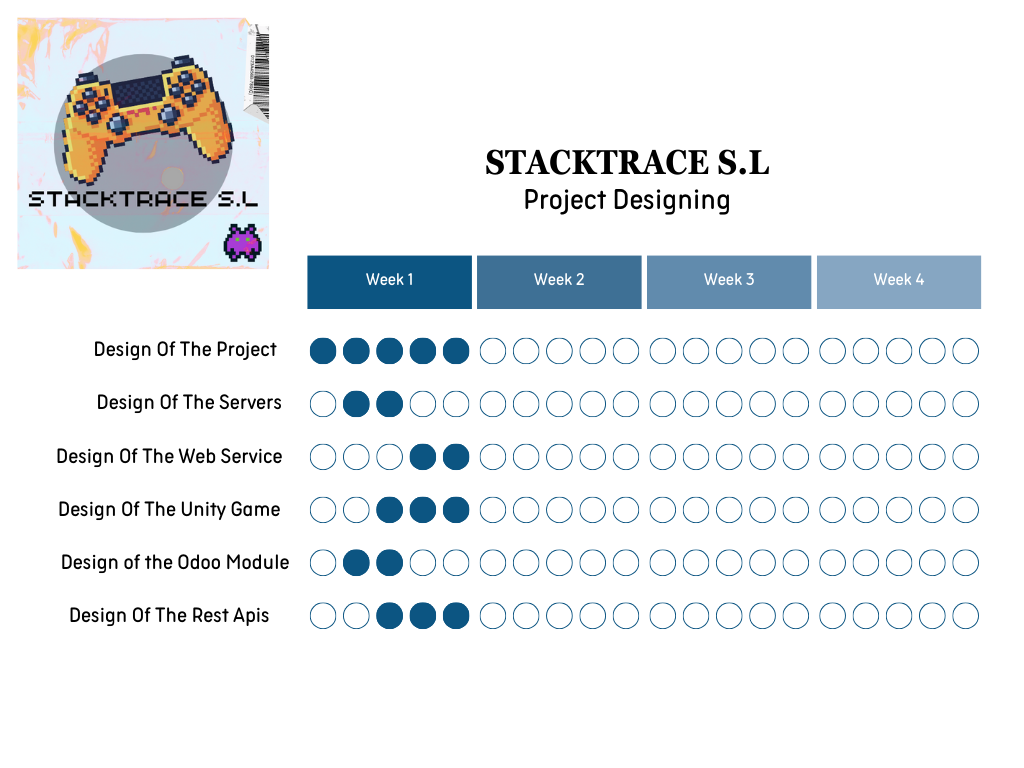 STACKTRACE S.L
STACKTRACE S.L
Project Designing
Week 1
Week 2
Week 3
Week 4
Design Of The Project
Design Of The Servers
Design Of The Web Service
Design Of The Unity Game
Design of the Odoo Module
Design Of The Rest Apis